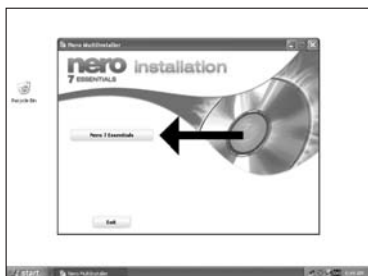 Nero MultiInstaller
nero installation
7 ESSENTIALS
Recycle Bin
Nero 7 Essentials
Exit
start
Nero MultiInstaller